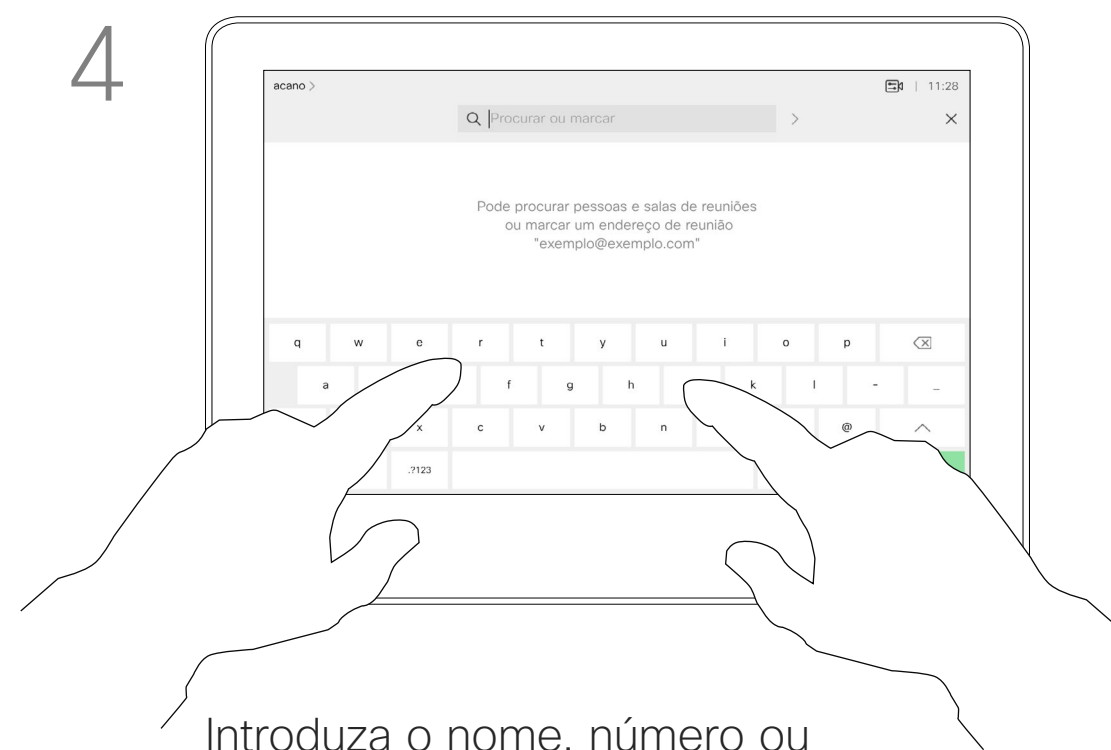 4
acano >
11:28
Procurar ou marcar
Pode procurar pessoas e salas de reuniões
ou marcar um endereço de reunião
"exemplo@exemplo.com"
q w e r t y u i o p
a f g h k l - _
x c v b n @
.?123
Introduza o nome, número ou